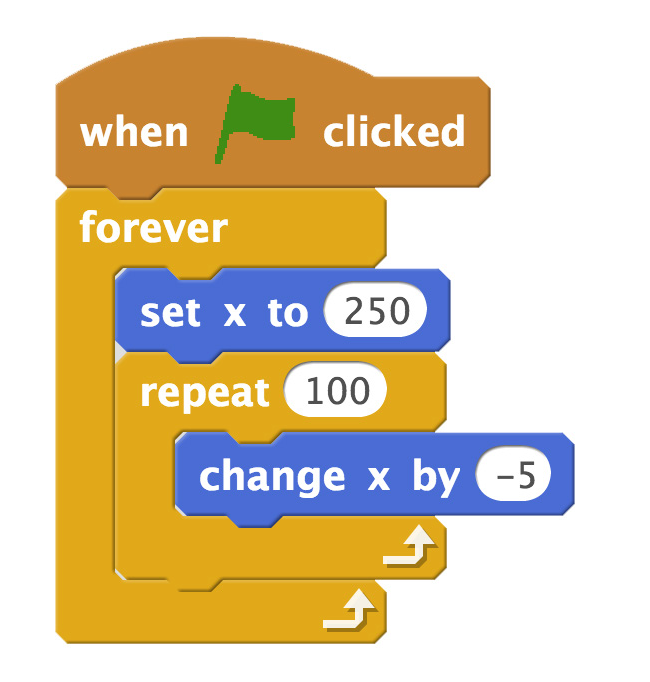 when clicked
forever
set x to 250
repeat 100
change x by -5